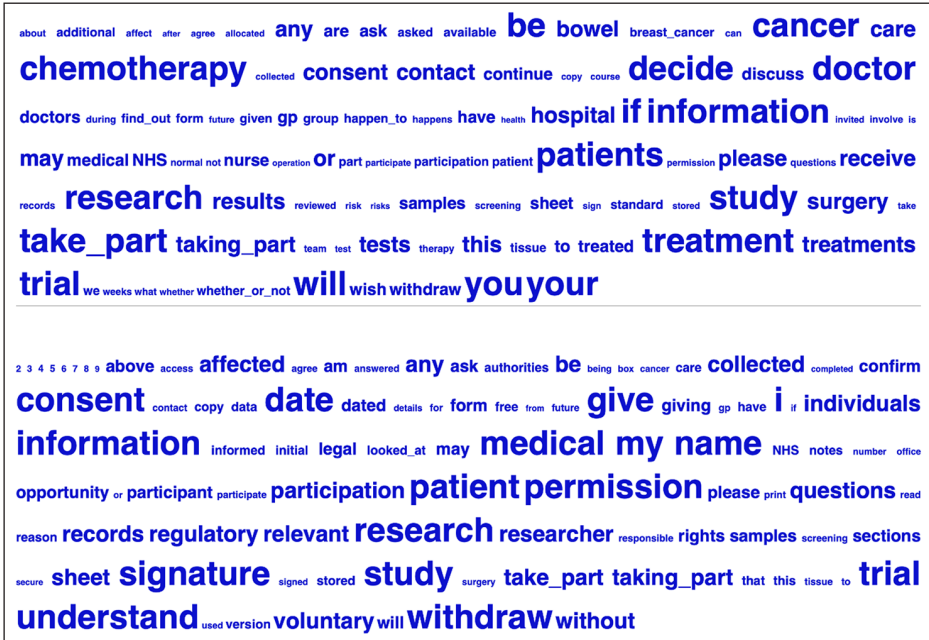 about additional affect after agree allocated any are ask asked available be bowel breast_cancer can cancer care
chemotherapy collected consent contact continue copy course decide discuss doctor
doctors during find_out form future given gp group happen_to happens have health hospital if information invited involve is
may medical NHS normal not nurse operation or part participate participation patient patients permission please questions receive
records research results reviewed risk risks samples screening sheet sign standard stored study surgery take
take_part taking_part team test tests therapy this tissue to treated treatment treatments
trial we weeks what whether whether_or_not will wish withdraw you your
2 3 4 5 6 7 8 9 above access affected agree am answered any ask authorities be being box cancer care collected completed confirm
consent contact copy data date dated details for form free from future give giving gp have i if individuals
information informed initial legal looked_at may medical my name NHS notes number office
opportunity or participant participate participation patient permission please print questions read
reason records regulatory relevant research researcher responsible rights samples screening sections
secure sheet signature signed stored study surgery take_part taking_part that this tissue to trial
understand used version voluntary will withdraw without